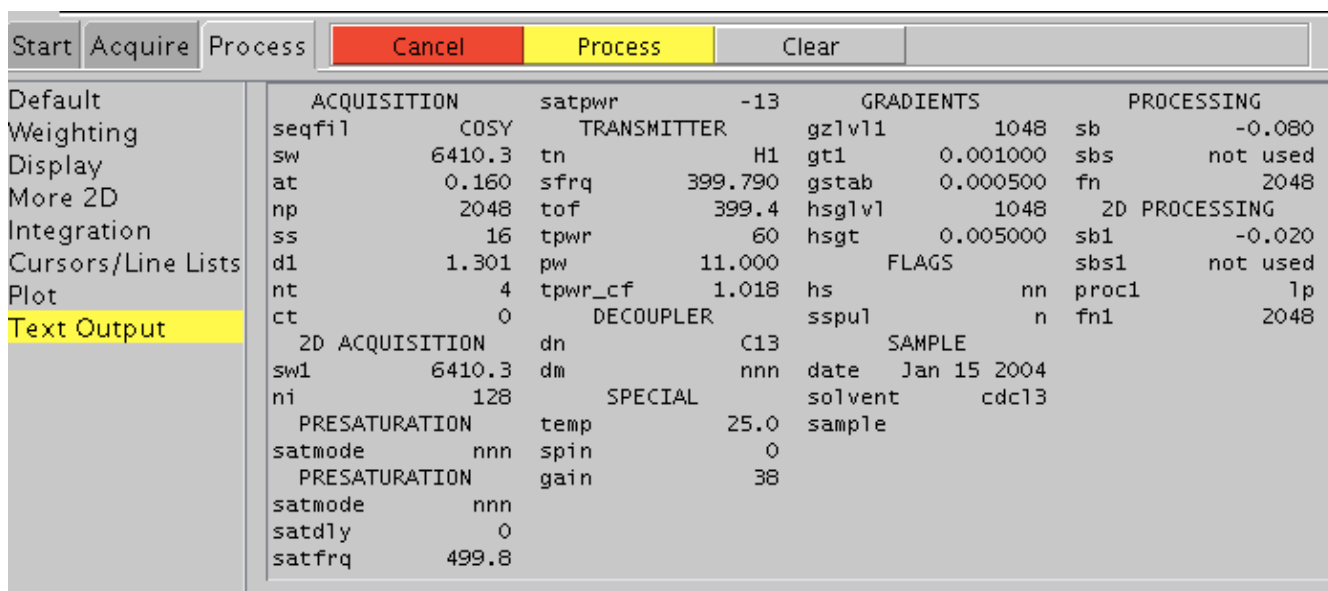 Start Acquire Process Cancel Process Clear
Default
Weighting
Display
More 2D
Integration
Cursors/Line Lists
Plot
Text Output
ACQUISITION
seqfil COSY
sw 6410.3
at 0.160
np 2048
ss 16
d1 1.301
nt 4
ct 0
2D ACQUISITION
sw1 6410.3
ni 128
PRESATURATION
satmode nnn
PRESATURATION
satmode nnn
satdly 0
satfrq 499.8
satpwr -13
TRANSMITTER
tn H1
sfrq 399.790
tof 399.4
tpwr 60
pw 11.000
tpwr_cf 1.018
DECOUPLER
dn C13
dm nnn
SPECIAL
temp 25.0
spin 0
gain 38
GRADIENTS
gzlvl1 1048
gt1 0.001000
gstab 0.000500
hsglvl 1048
hsgt 0.005000
FLAGS
hs nn
sspul n
SAMPLE
date Jan 15 2004
solvent cdcl3
sample
PROCESSING
sb -0.080
sbs not used
fn 2048
2D PROCESSING
sb1 -0.020
sbs1 not used
proc1 lp
fn1 2048